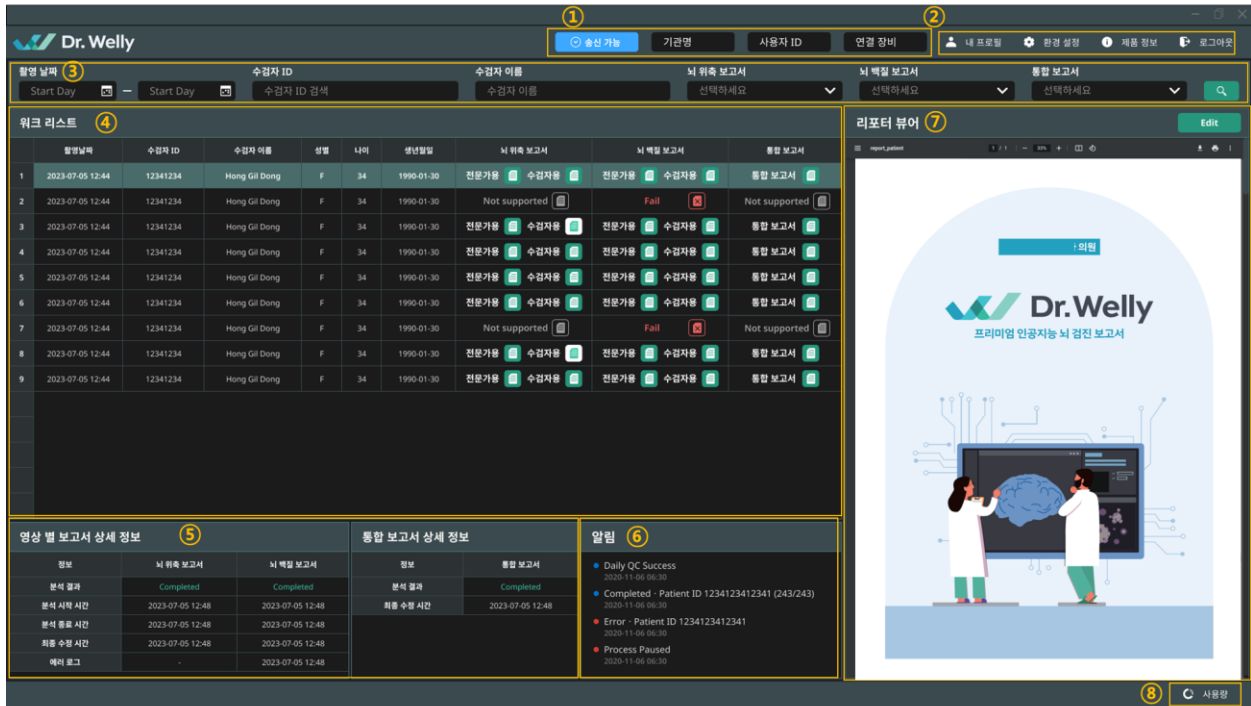 ① ②
Dr. Welly
송신 가능 기관명 사용자 ID 연결 장비
내 프로필 환경 설정 제품 정보 로그아웃
촬영 날짜 ③ 수검자 ID 수검자 이름 뇌 위축 보고서 뇌 백질 보고서 통합 보고서
Start Day – Start Day 수검자 ID 검색 수검자 이름 선택하세요 선택하세요 선택하세요
워크 리스트 ④
촬영날짜 수검자 ID 수검자 이름 성별 나이 생년월일 뇌 위축 보고서 뇌 백질 보고서 통합 보고서
1 2023-07-05 12:44 12341234 Hong Gil Dong F 34 1990-01-30 전문가용 수검자용 전문가용 수검자용 통합 보고서
2 2023-07-05 12:44 12341234 Hong Gil Dong F 34 1990-01-30 Not supported Fail Not supported
3 2023-07-05 12:44 12341234 Hong Gil Dong F 34 1990-01-30 전문가용 수검자용 전문가용 수검자용 통합 보고서
4 2023-07-05 12:44 12341234 Hong Gil Dong F 34 1990-01-30 전문가용 수검자용 전문가용 수검자용 통합 보고서
5 2023-07-05 12:44 12341234 Hong Gil Dong F 34 1990-01-30 전문가용 수검자용 전문가용 수검자용 통합 보고서
6 2023-07-05 12:44 12341234 Hong Gil Dong F 34 1990-01-30 전문가용 수검자용 전문가용 수검자용 통합 보고서
7 2023-07-05 12:44 12341234 Hong Gil Dong F 34 1990-01-30 Not supported Fail Not supported
8 2023-07-05 12:44 12341234 Hong Gil Dong F 34 1990-01-30 전문가용 수검자용 전문가용 수검자용 통합 보고서
9 2023-07-05 12:44 12341234 Hong Gil Dong F 34 1990-01-30 전문가용 수검자용 전문가용 수검자용 통합 보고서
리포터 뷰어 ⑦ Edit
report_patient 1 / 1 – 33% +
의원
Dr.Welly
프리미엄 인공지능 뇌 검진 보고서
영상 별 보고서 상세 정보 ⑤
정보 뇌 위축 보고서 뇌 백질 보고서
분석 결과 Completed Completed
분석 시작 시간 2023-07-05 12:48 2023-07-05 12:48
분석 종료 시간 2023-07-05 12:48 2023-07-05 12:48
최종 수정 시간 2023-07-05 12:48 2023-07-05 12:48
에러 로그 - 2023-07-05 12:48
통합 보고서 상세 정보
정보 통합 보고서
분석 결과 Completed
최종 수정 시간 2023-07-05 12:48
알림 ⑥
Daily QC Success
2020-11-06 06:30
Completed · Patient ID 1234123412341 (243/243)
2020-11-06 06:30
Error · Patient ID 1234123412341
2020-11-06 06:30
Process Paused
2020-11-06 06:30
⑧ 사용량